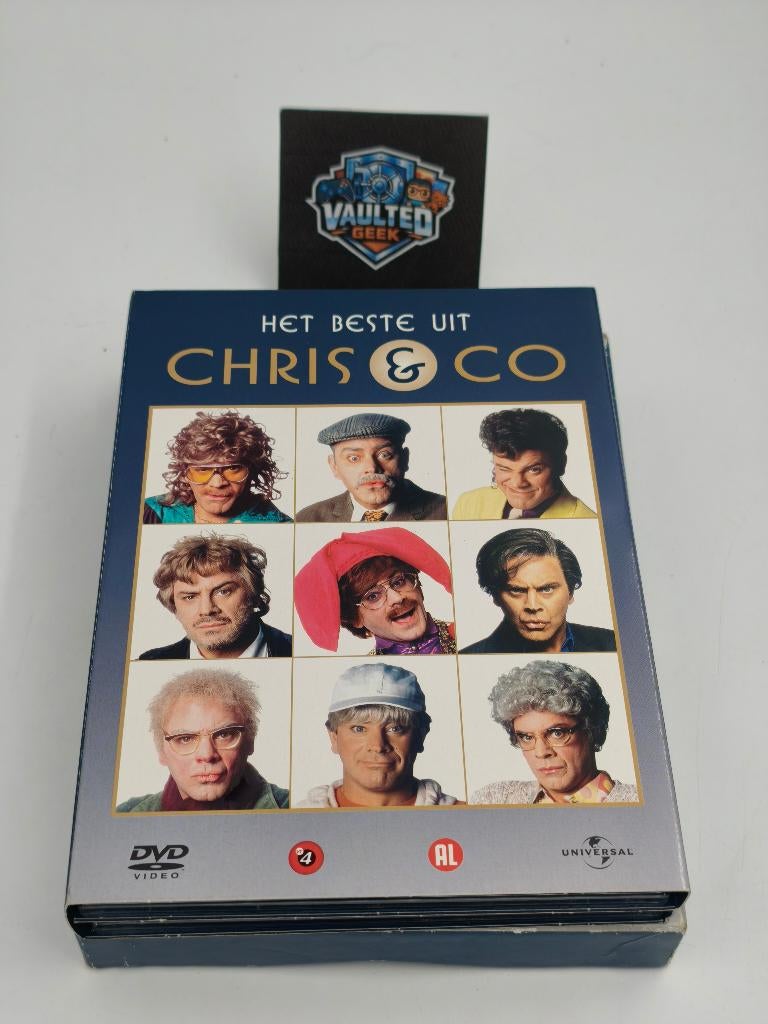 VAULTED
GEEK
HET BESTE UIT
CHRIS & CO
DVD
VIDEO
4
AL
UNIVERSAL